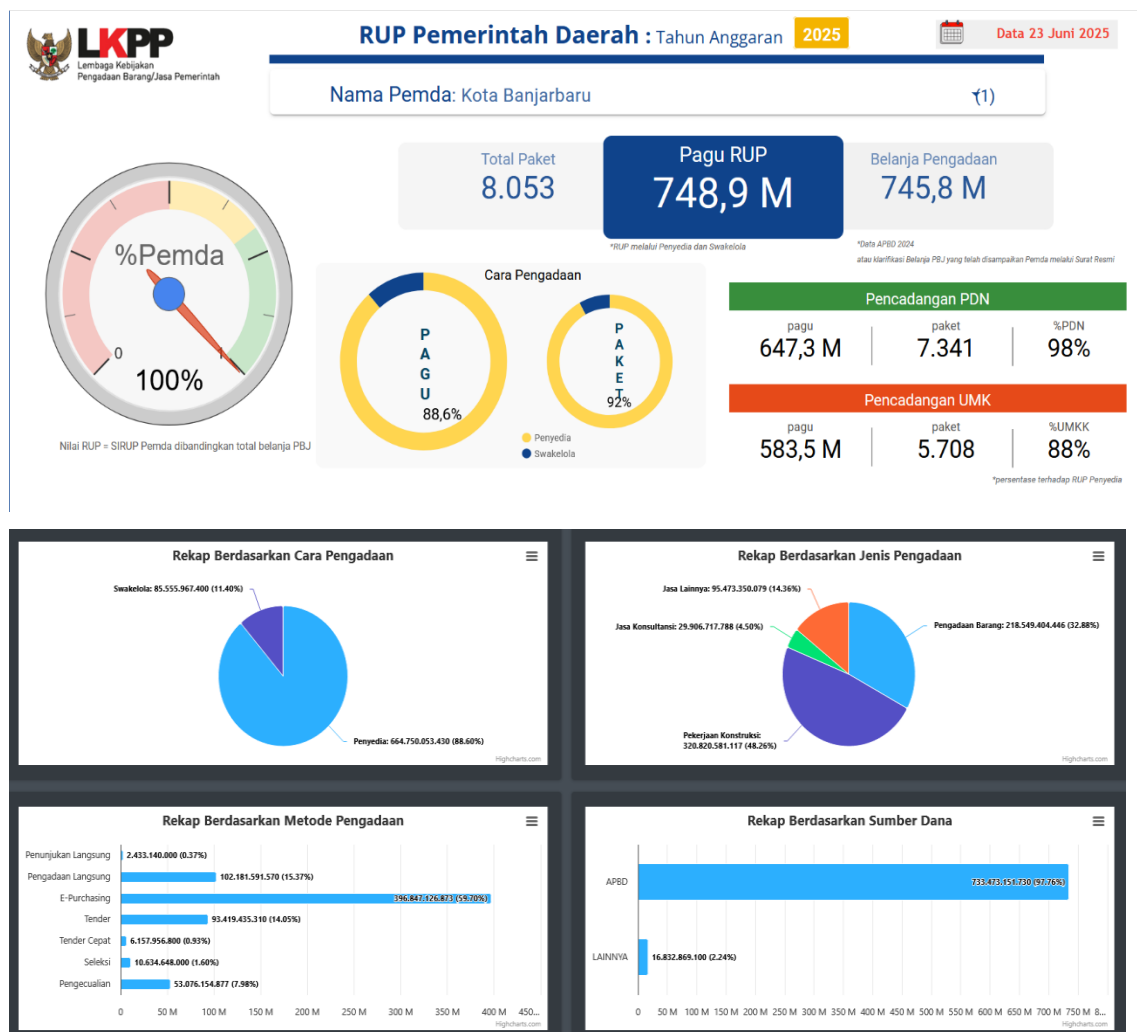 LKPP
Lembaga Kebijakan
Pengadaan Barang/Jasa Pemerintah
RUP Pemerintah Daerah : Tahun Anggaran 2025
Data 23 Juni 2025
Nama Pemda: Kota Banjarbaru (1)
Total Paket
8.053
Pagu RUP
748,9 M
Belanja Pengadaan
745,8 M
*RUP melalui Penyedia dan Swakelola
*Data APBD 2024
atau klarifikasi Belanja PBJ yang telah disampaikan Pemda melalui Surat Resmi
%Pemda
0
1
100%
Nilai RUP = SIRUP Pemda dibandingkan total belanja PBJ
Cara Pengadaan
PAGU
88,6%
PAKET
92%
Penyedia
Swakelola
Pencadangan PDN
pagu paket %PDN
647,3 M 7.341 98%
Pencadangan UMK
pagu paket %UMKK
583,5 M 5.708 88%
*persentase terhadap RUP Penyedia
Rekap Berdasarkan Cara Pengadaan
Swakelola: 85.555.967.400 (11.40%)
Penyedia: 664.750.053.430 (88.60%)
Highcharts.com
Rekap Berdasarkan Jenis Pengadaan
Jasa Lainnya: 95.473.350.079 (14.36%)
Jasa Konsultansi: 29.906.717.788 (4.50%)
Pengadaan Barang: 218.549.404.446 (32.88%)
Pekerjaan Konstruksi:
320.820.581.117 (48.26%)
Highcharts.com
Rekap Berdasarkan Metode Pengadaan
Penunjukan Langsung 2.433.140.000 (0.37%)
Pengadaan Langsung 102.181.591.570 (15.37%)
E-Purchasing 396.847.126.873 (59.70%)
Tender 93.419.435.310 (14.05%)
Tender Cepat 6.157.956.800 (0.93%)
Seleksi 10.634.648.000 (1.60%)
Pengecualian 53.076.154.877 (7.98%)
0 50 M 100 M 150 M 200 M 250 M 300 M 350 M 400 M 450...
Highcharts.com
Rekap Berdasarkan Sumber Dana
APBD 733.473.151.730 (97.76%)
LAINNYA 16.832.869.100 (2.24%)
0 50 M 100 M 150 M 200 M 250 M 300 M 350 M 400 M 450 M 500 M 550 M 600 M 650 M 700 M 750 M 8...
Highcharts.com